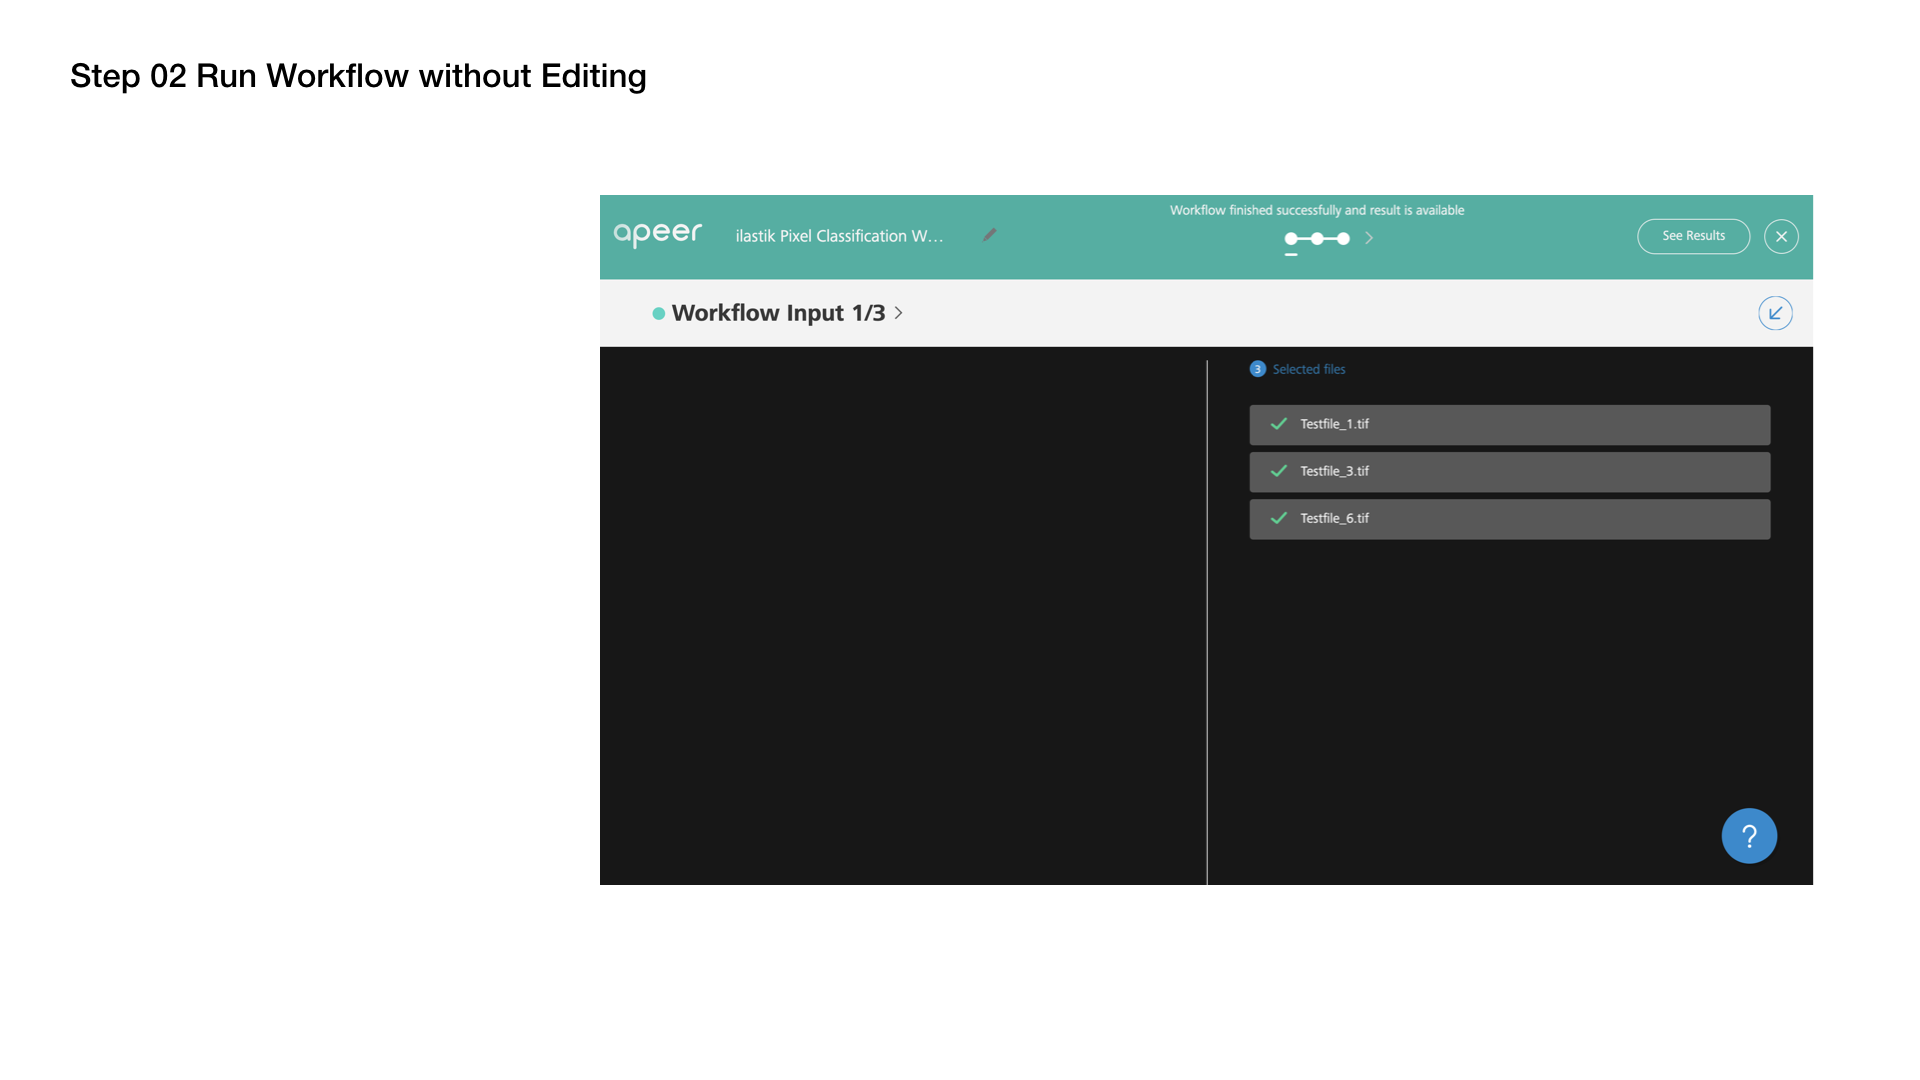 Step 02 Run Workflow without Editing
Workflow finished successfully and result is available
apeer
ilastik Pixel Classification W...
See Results
Workflow Input 1/3
3 Selected files
Testfile_1.tif
Testfile_3.tif
Testfile_6.tif
?